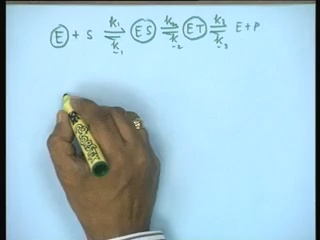 E + S ⇌ ES ⇌ ET ⇌ E+P
k₁ k₋₁ k₂ k₋₂ k₃ k₋₃